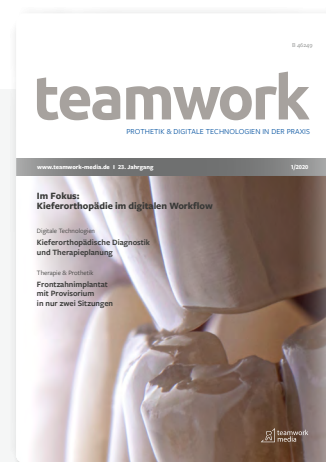 B 46249
teamwork
PROTHETIK & DIGITALE TECHNOLOGIEN IN DER PRAXIS
www.teamwork-media.de I 23. Jahrgang 1/2020
Im Fokus:
Kieferorthopädie im digitalen Workflow
Digitale Technologien
Kieferorthopädische Diagnostik
und Therapieplanung
Therapie & Prothetik
Frontzahnimplantat
mit Provisorium
in nur zwei Sitzungen
teamwork
media